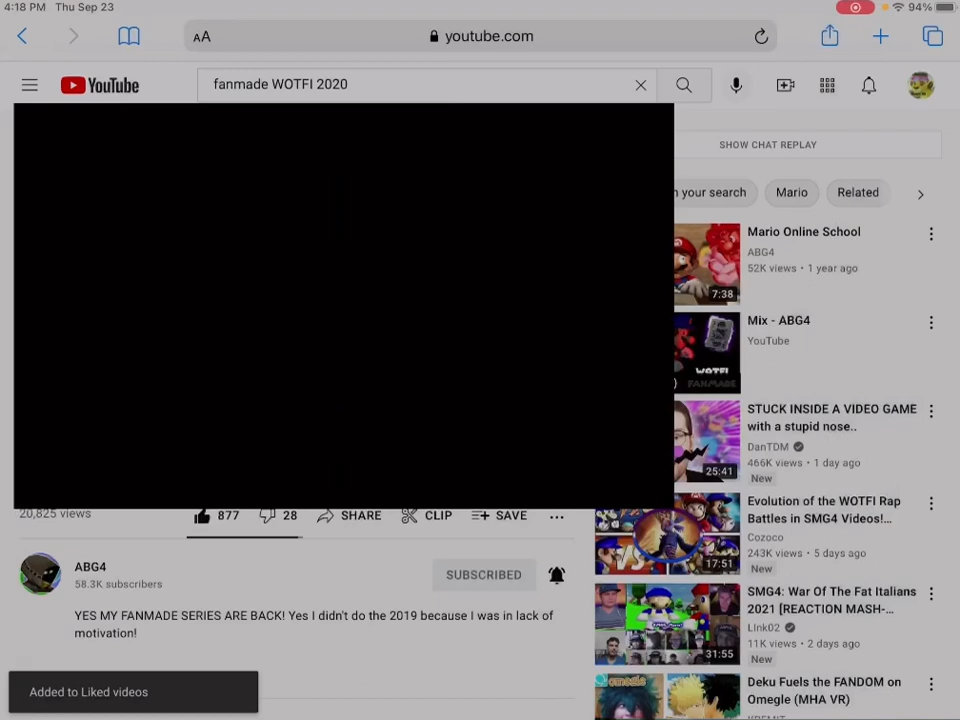 4:18 PM Thu Sep 23
94%
AA
youtube.com
YouTube
fanmade WOTFI 2020
SHOW CHAT REPLAY
your search
Mario
Related
Mario Online School
ABG4
52K views • 1 year ago
7:38
Mix - ABG4
YouTube
WOTFI
FANMADE
STUCK INSIDE A VIDEO GAME
with a stupid nose..
DanTDM
466K views • 1 day ago
25:41
New
Evolution of the WOTFI Rap
Battles in SMG4 Videos!...
Cozoco
243K views • 5 days ago
VS
17:51
New
SMG4: War Of The Fat Italians
2021 [REACTION MASH-...
LInk02
11K views • 2 days ago
31:55
New
Deku Fuels the FANDOM on
Omegle (MHA VR)
omegle
20,825 views
877
28
SHARE
CLIP
SAVE
ABG4
58.3K subscribers
SUBSCRIBED
YES MY FANMADE SERIES ARE BACK! Yes I didn't do the 2019 because I was in lack of
motivation!
Added to Liked videos